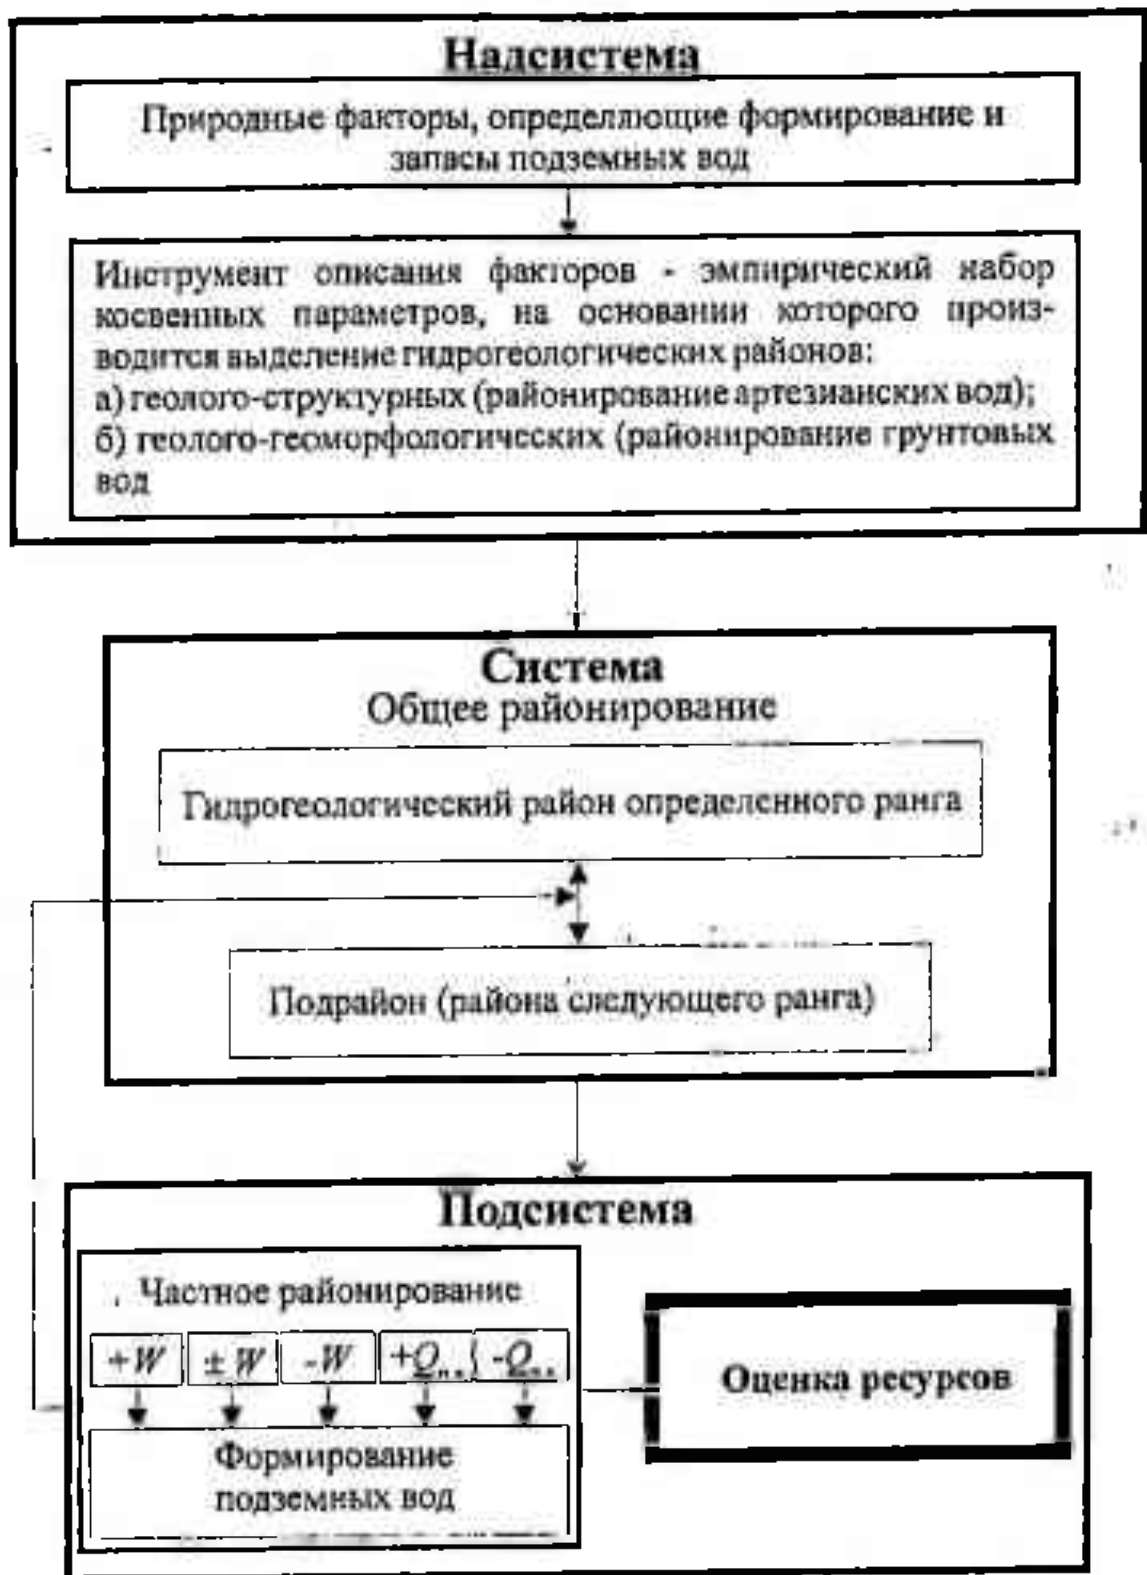 Надсистема
Природные факторы, определяющие формирование и
запасы подземных вод
Инструмент описания факторов - эмпирический набор
косвенных параметров, на основании которого произ-
водится выделение гидрогеологических районов:
а) геолого-структурных (районирование артезианских вод);
б) геолого-геоморфологических (районирование грунтовых
вод
Система
Общее районирование
Гидрогеологический район определенного ранга
Подрайон (района следующего ранга)
Подсистема
Частное районирование
+W ± W -W +Q -Q
Оценка ресурсов
Формирование
подземных вод